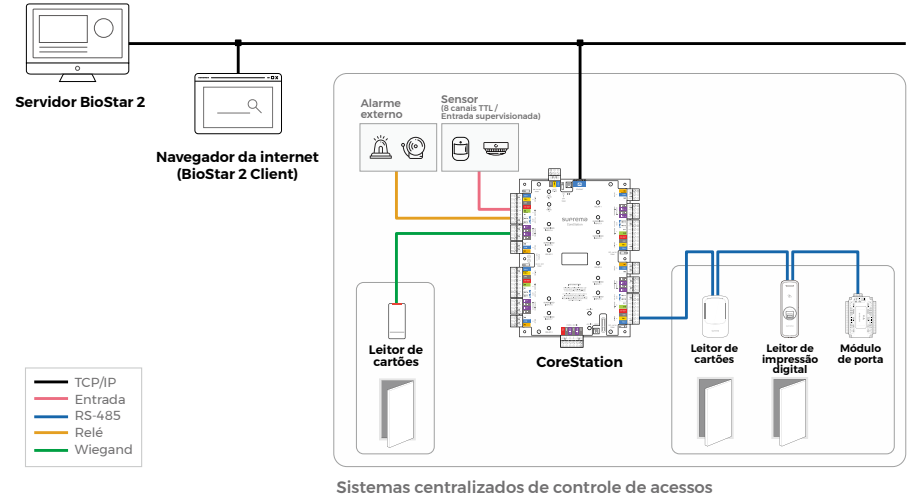 Servidor BioStar 2
Navegador da internet
(BioStar 2 Client)
Alarme
externo
Sensor
(8 canais TTL /
Entrada supervisionada)
suprema
CoreStation
CoreStation
Leitor de
cartões
Leitor de
cartões
Leitor de
impressão
digital
Módulo
de porta
TCP/IP
Entrada
RS-485
Relé
Wiegand
Sistemas centralizados de controle de acessos